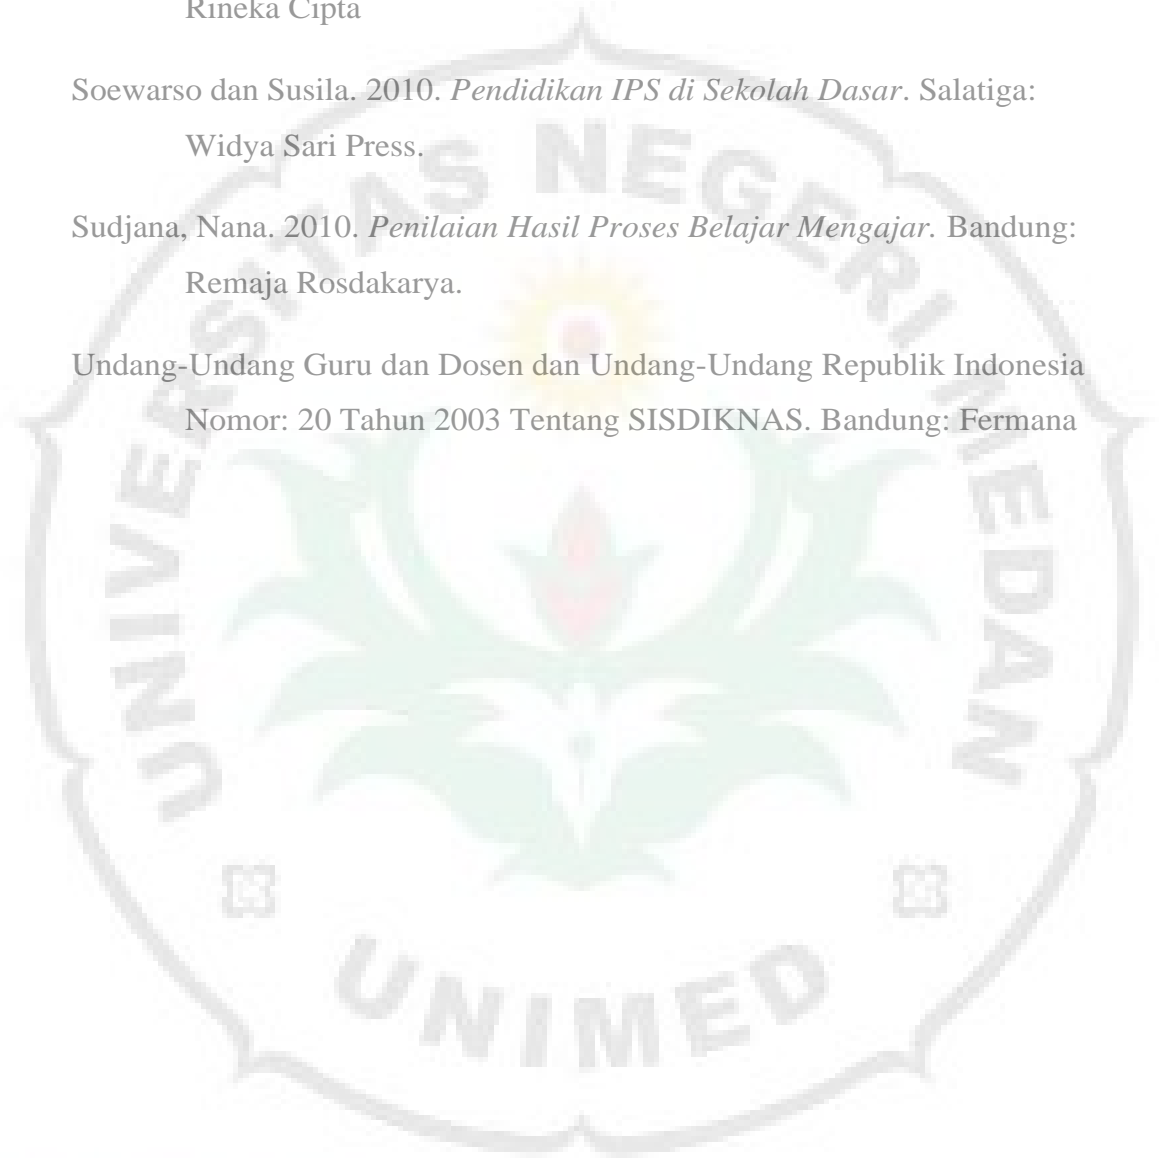 Rineka Cipta
Soewarso dan Susila. 2010. Pendidikan IPS di Sekolah Dasar. Salatiga:
Widya Sari Press.
Sudjana, Nana. 2010. Penilaian Hasil Proses Belajar Mengajar. Bandung:
Remaja Rosdakarya.
Undang-Undang Guru dan Dosen dan Undang-Undang Republik Indonesia
Nomor: 20 Tahun 2003 Tentang SISDIKNAS. Bandung: Fermana
UNIVERSITAS NEGERI MEDAN
UNIMED